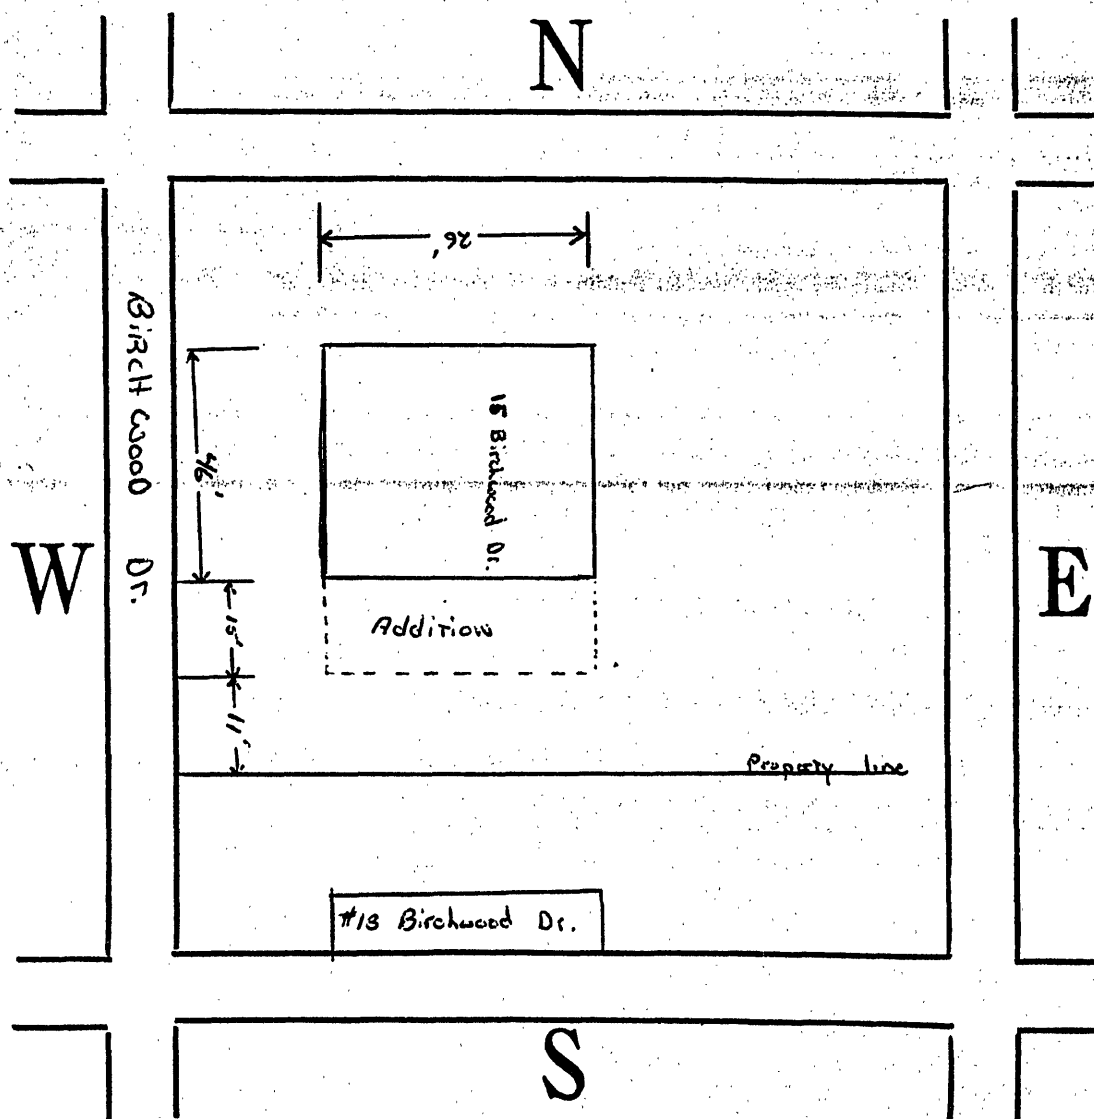 N
26'
BiRcH wooD Dr.
46'
15 Birchwood Dr.
W
E
Addition
15'
11'
Property line
#13 Birchwood Dr.
S